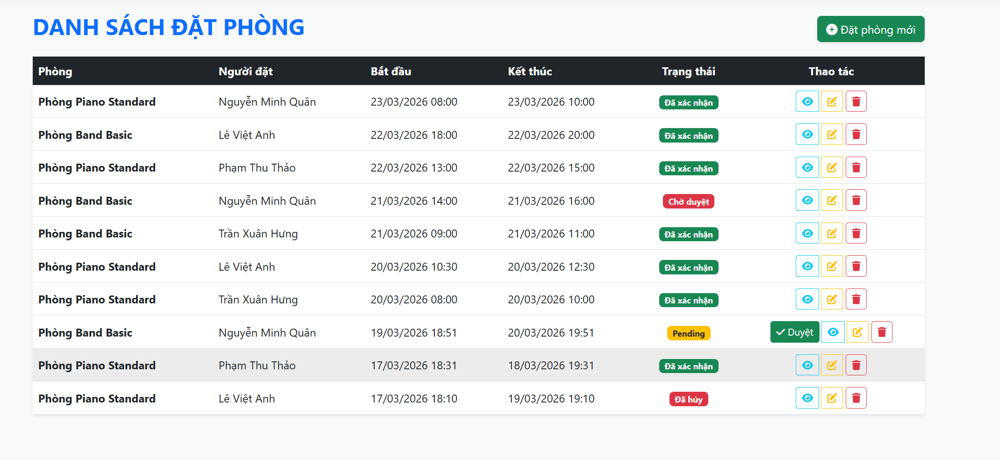 DANH SÁCH ĐẶT PHÒNG
Đặt phòng mới
Phòng Người đặt Bắt đầu Kết thúc Trạng thái Thao tác
Phòng Piano Standard Nguyễn Minh Quân 23/03/2026 08:00 23/03/2026 10:00 Đã xác nhận
Phòng Band Basic Lê Việt Anh 22/03/2026 18:00 22/03/2026 20:00 Đã xác nhận
Phòng Piano Standard Phạm Thu Thảo 22/03/2026 13:00 22/03/2026 15:00 Đã xác nhận
Phòng Band Basic Nguyễn Minh Quân 21/03/2026 14:00 21/03/2026 16:00 Chờ duyệt
Phòng Band Basic Trần Xuân Hưng 21/03/2026 09:00 21/03/2026 11:00 Đã xác nhận
Phòng Piano Standard Lê Việt Anh 20/03/2026 10:30 20/03/2026 12:30 Đã xác nhận
Phòng Piano Standard Trần Xuân Hưng 20/03/2026 08:00 20/03/2026 10:00 Đã xác nhận
Phòng Band Basic Nguyễn Minh Quân 19/03/2026 18:51 20/03/2026 19:51 Pending Duyệt
Phòng Piano Standard Phạm Thu Thảo 17/03/2026 18:31 18/03/2026 19:31 Đã xác nhận
Phòng Piano Standard Lê Việt Anh 17/03/2026 18:10 19/03/2026 19:10 Đã hủy